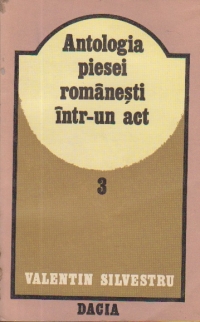 Antologia
piesei
românești
într-un act
3
VALENTIN SILVESTRU
DACIA